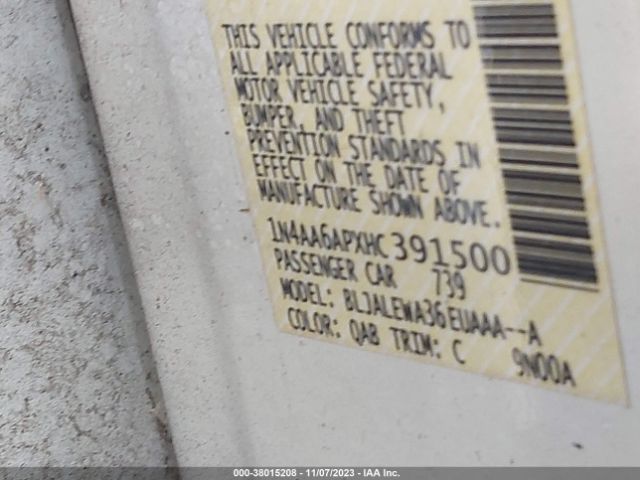 THIS VEHICLE CONFORMS TO
ALL APPLICABLE FEDERAL
MOTOR VEHICLE SAFETY,
BUMPER, AND THEFT
PREVENTION STANDARDS IN
EFFECT ON THE DATE OF
MANUFACTURE SHOWN ABOVE.
1N4AA6APXHC391500
PASSENGER CAR 739
MODEL: BLJALEWA36EUAAA--A
COLOR: QAB TRIM: C 9N00A
000-38015208 - 11/07/2023 - IAA Inc.